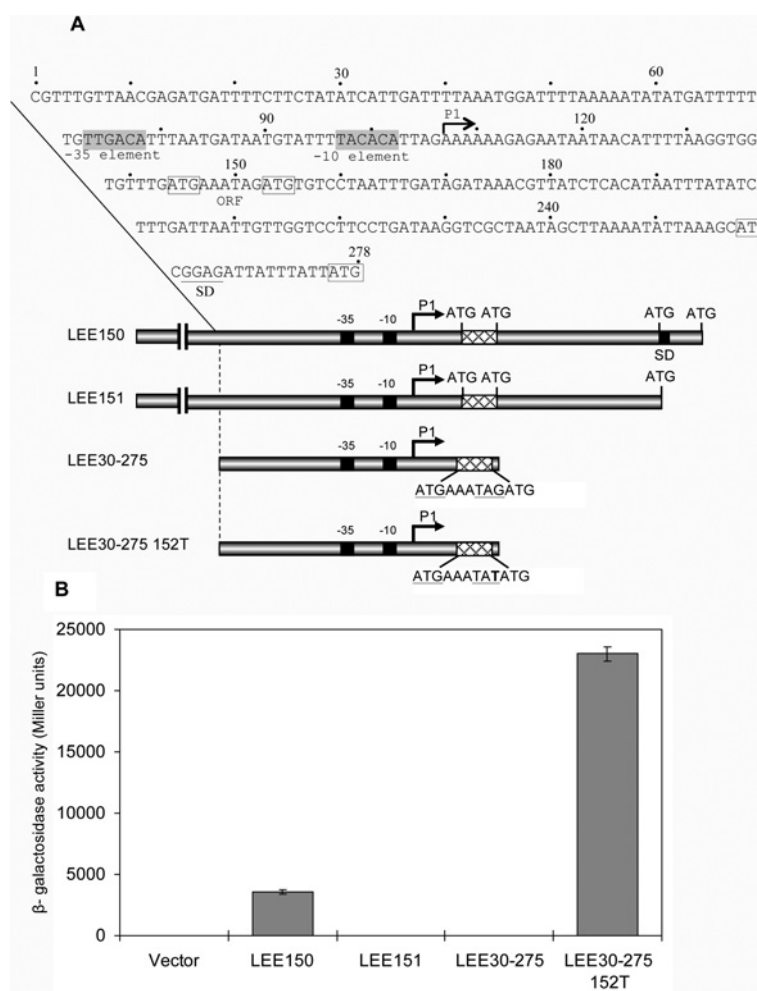 A
1 30 60
CGTTTGTTAACGAGATGATTTTCTTCTATATCATTGATTTTAAATGGATTTTAAAAATATATGATTTTT
90 P1 120
TGTTGACATTTAATGATAATGTATTTTACACATTAGAAAAAAGAGAATAATAACATTTTAAGGTGG
-35 element -10 element
150 180
TGTTTGATGAAATAGATGTGTCCTAATTTGATAGATAAACGTTATCTCACATAATTTATATC
ORF
240
TTTGATTAATTGTTGGTCCTTCCTGATAAGGTCGCTAATAGCTTAAAATATTAAAGCAT
278
CGGAGATTATTTATTATG
SD
-35 -10 P1 ATG ATG ATG ATG
LEE150
SD
-35 -10 P1 ATG ATG ATG
LEE151
-35 -10 P1
LEE30-275
ATGAAATAGATG
-35 -10 P1
LEE30-275 152T
ATGAAATATATG
B
β- galactosidase activity (Miller units)
25000
20000
15000
10000
5000
0
Vector LEE150 LEE151 LEE30-275 LEE30-275
152T